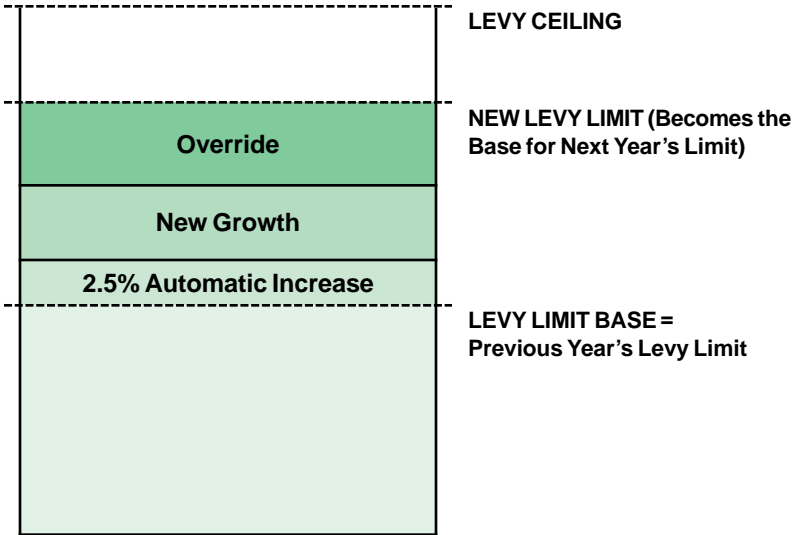 LEVY CEILING
NEW LEVY LIMIT (Becomes the
Base for Next Year’s Limit)
Override
New Growth
2.5% Automatic Increase
LEVY LIMIT BASE =
Previous Year’s Levy Limit